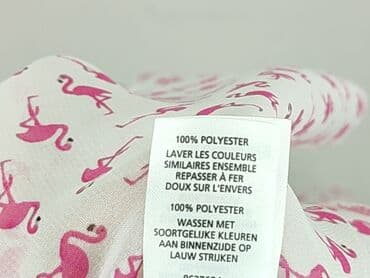 100% POLYESTER
LAVER LES COULEURS
SIMILAIRES ENSEMBLE
REPASSER À FER
DOUX SUR L'ENVERS
100% POLYESTER
WASSEN MET
SOORTGELIJKE KLEUREN
AAN BINNENZIJDE OP
LAUW STRIJKEN